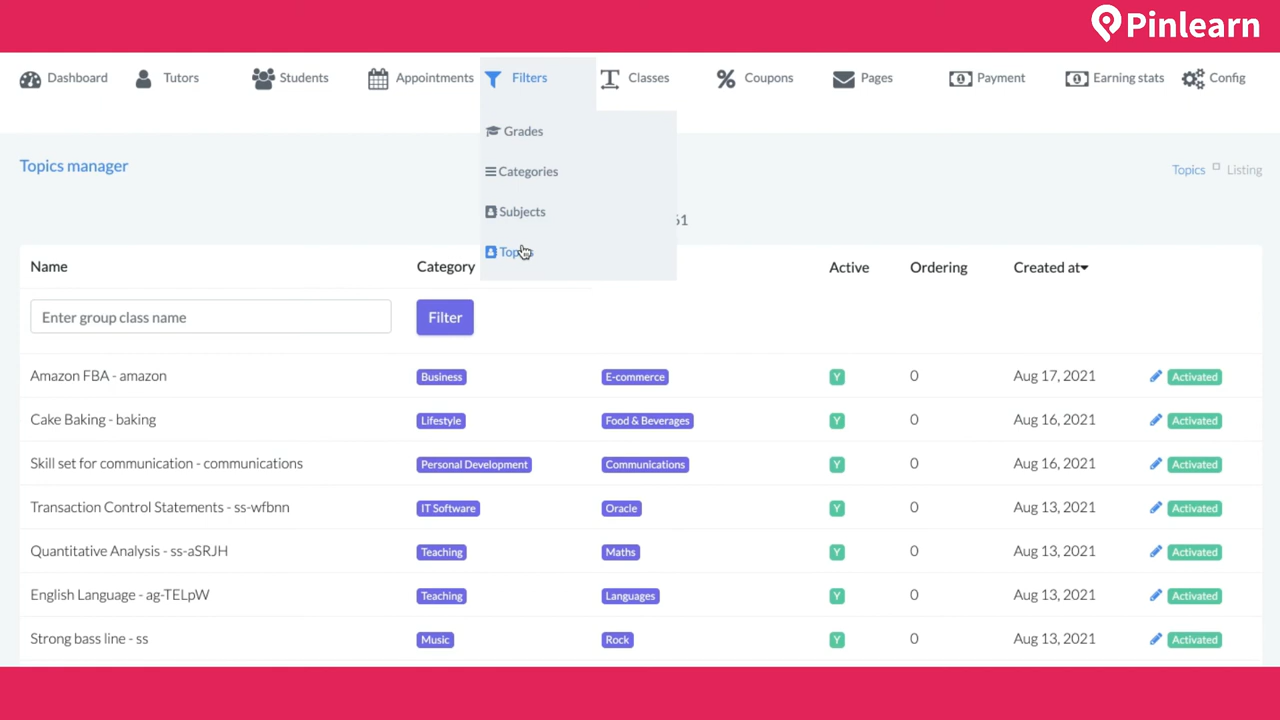 Pinlearn
Dashboard Tutors Students Appointments Filters Classes Coupons Pages Payment Earning stats Config
Grades
Topics manager
Categories
Topics Listing
Subjects
Topics
Name Category Active Ordering Created at
Enter group class name Filter
Amazon FBA - amazon Business E-commerce Y 0 Aug 17, 2021 Activated
Cake Baking - baking Lifestyle Food & Beverages Y 0 Aug 16, 2021 Activated
Skill set for communication - communications Personal Development Communications Y 0 Aug 16, 2021 Activated
Transaction Control Statements - ss-wfbnn IT Software Oracle Y 0 Aug 13, 2021 Activated
Quantitative Analysis - ss-aSRJH Teaching Maths Y 0 Aug 13, 2021 Activated
English Language - ag-TELpW Teaching Languages Y 0 Aug 13, 2021 Activated
Strong bass line - ss Music Rock Y 0 Aug 13, 2021 Activated